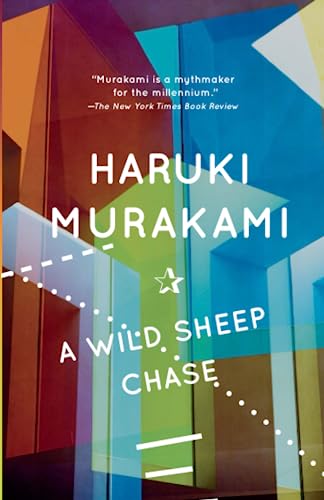 “Murakami is a mythmaker
for the millennium.”
—The New York Times Book Review
HARUKI
MURAKAMI
A WILD SHEEP
CHASE